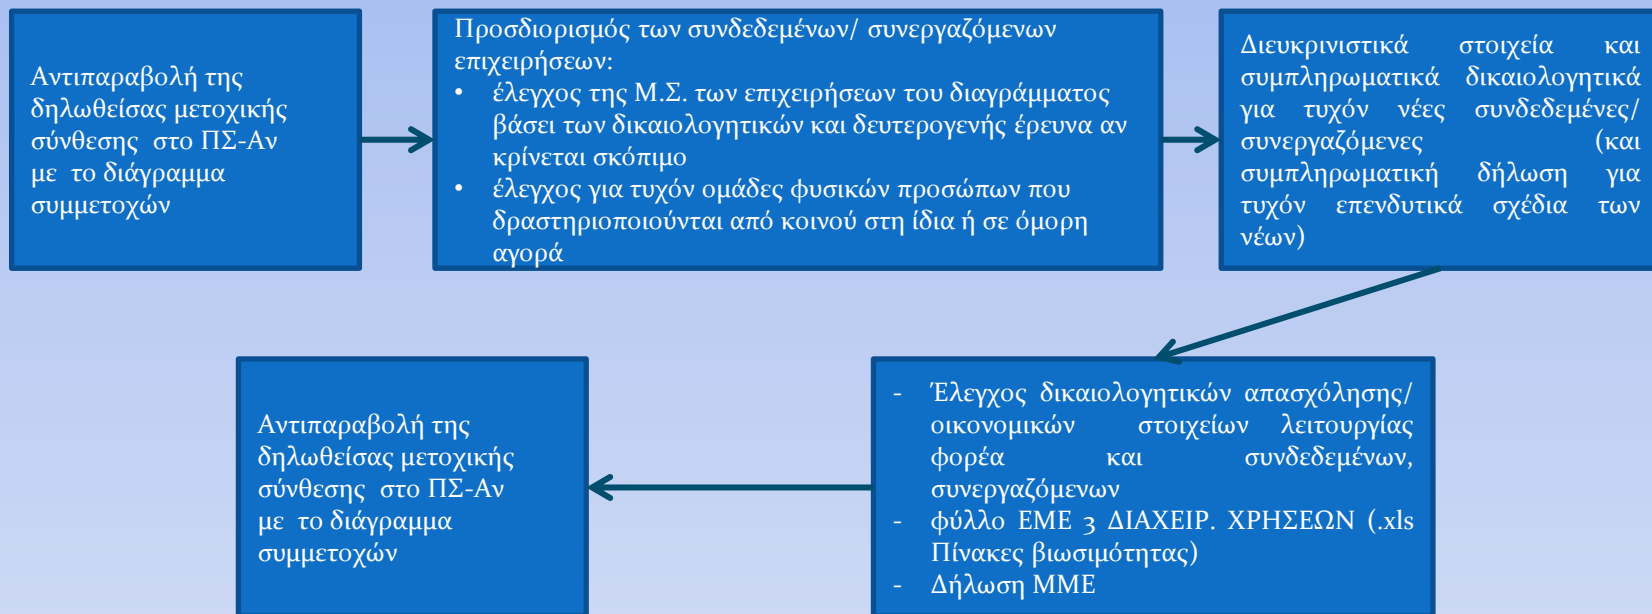 Αντιπαραβολή της
δηλωθείσας μετοχικής
σύνθεσης στο ΠΣ-Αν
με το διάγραμμα
συμμετοχών
Προσδιορισμός των συνδεδεμένων/ συνεργαζόμενων
επιχειρήσεων:
• έλεγχος της Μ.Σ. των επιχειρήσεων του διαγράμματος
βάσει των δικαιολογητικών και δευτερογενής έρευνα αν
κρίνεται σκόπιμο
• έλεγχος για τυχόν ομάδες φυσικών προσώπων που
δραστηριοποιούνται από κοινού στη ίδια ή σε όμορη
αγορά
Διευκρινιστικά στοιχεία και
συμπληρωματικά δικαιολογητικά
για τυχόν νέές συνδεδεμένες/
συνεργαζόμενες (και
συμπληρωματική δήλωση για
τυχόν επενδυτικά σχέδια των
νέων)
- Έλεγχος δικαιολογητικών απασχόλησης/
οικονομικών στοιχείων λειτουργίας
φορέα και συνδεδεμένων,
συνεργαζόμενων
- φύλλο ΕΜΕ 3 ΔΙΑΧΕΙΡ. ΧΡΗΣΕΩΝ (.xls
Πίνακες βιωσιμότητας)
- Δήλωση ΜΜΕ
Αντιπαραβολή της
δηλωθείσας μετοχικής
σύνθεσης στο ΠΣ-Αν
με το διάγραμμα
συμμετοχών